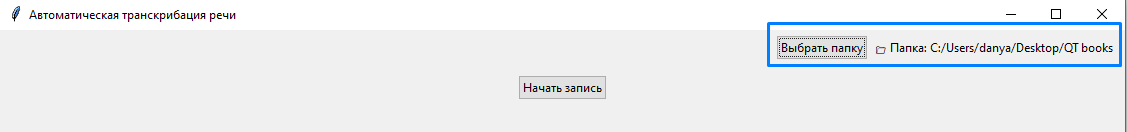 Автоматическая транскрибация речи
Выбрать папку Папка: C:/Users/danya/Desktop/QT books
Начать запись